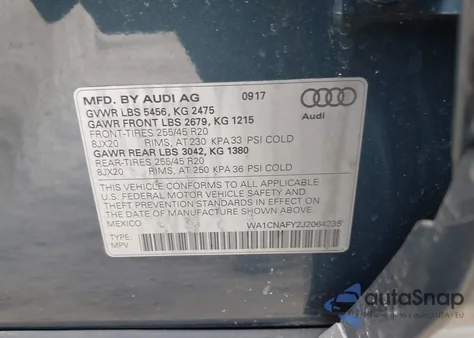 MFD. BY AUDI AG 0917
GVWR LBS 5456, KG 2475
GAWR FRONT LBS 2679, KG 1215
FRONT-TIRES 255/45 R20
8JX20 RIMS, AT 230 KPA 33 PSI COLD
GAWR REAR LBS 3042, KG 1380
REAR-TIRES 255/45 R20
8JX20 RIMS, AT 250 KPA 36 PSI COLD
Audi
THIS VEHICLE CONFORMS TO ALL APPLICABLE
U.S. FEDERAL MOTOR VEHICLE SAFETY AND
THEFT PREVENTION STANDARDS IN EFFECT ON
THE DATE OF MANUFACTURE SHOWN ABOVE.
MEXICO WA1CNAFY2J2064235
TYPE:
MPV
autoSnap